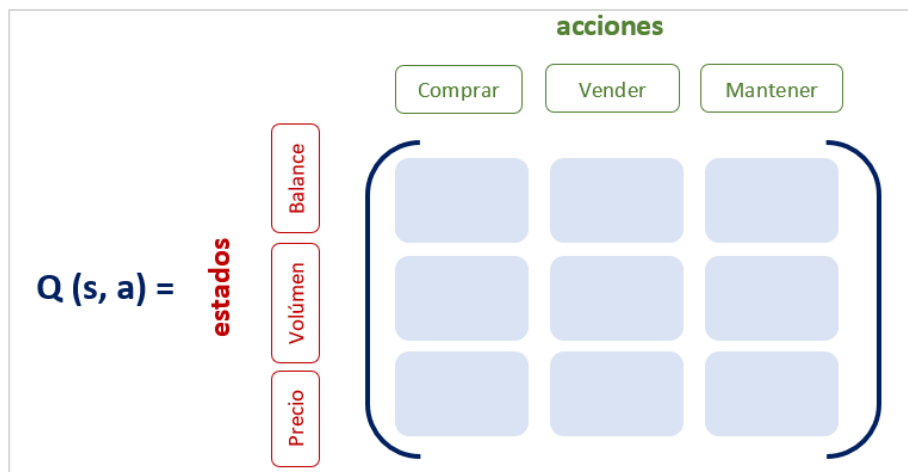 acciones
Comprar
Vender
Mantener
Q (s, a) =
estados
Balance
Volúmen
Precio